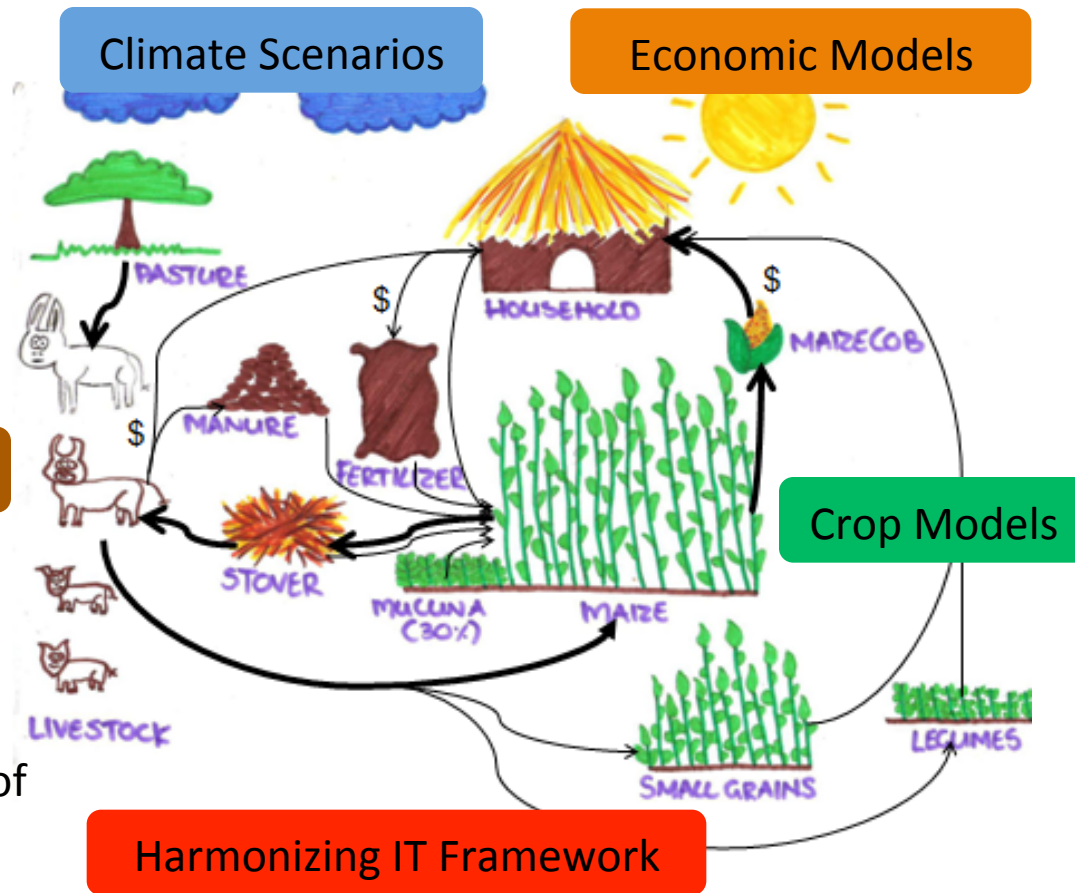 Climate Scenarios
Economic Models
PASTURE
HOUSEHOLD
$
$
MAIZECOB
MANURE
$
FERTILIZER
Crop Models
STOVER
MUCUNA
(30%)
MAIZE
LIVESTOCK
LEGUMES
SMALL GRAINS
of
Harmonizing IT Framework